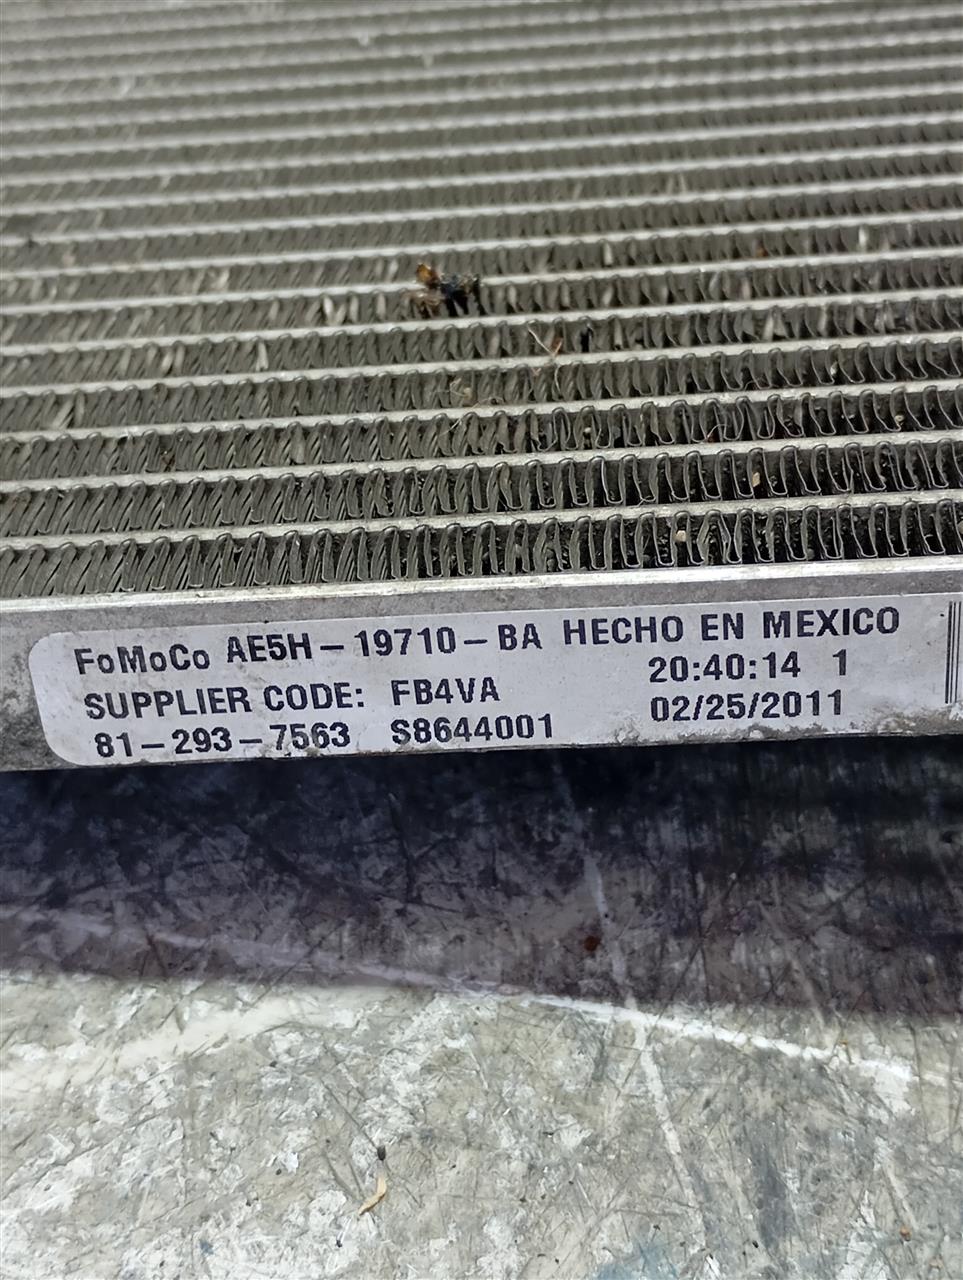 FoMoCo AE5H-19710-BA HECHO EN MEXICO
SUPPLIER CODE: FB4VA 20:40:14 1
81-293-7563 S8644001 02/25/2011